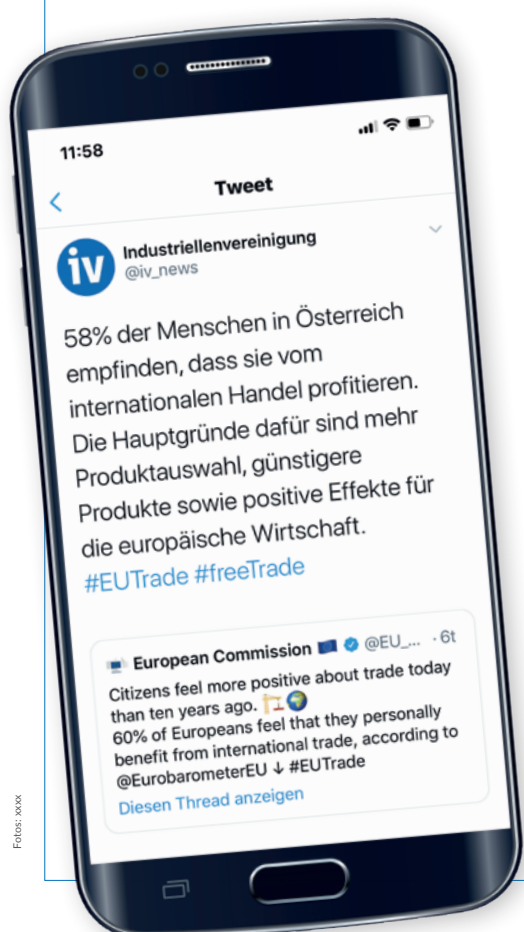 11:58
Tweet
iv
Industriellenvereinigung
@iv_news
58% der Menschen in Österreich
empfinden, dass sie vom
internationalen Handel profitieren.
Die Hauptgründe dafür sind mehr
Produktauswahl, günstigere
Produkte sowie positive Effekte für
die europäische Wirtschaft.
#EUTrade #freeTrade
European Commission 🇪🇺 @EU_... · 6t
Citizens feel more positive about trade today
than ten years ago. 🏗️🌍
60% of Europeans feel that they personally
benefit from international trade, according to
@EurobarometerEU ↓ #EUTrade
Diesen Thread anzeigen
Fotos: xxxx